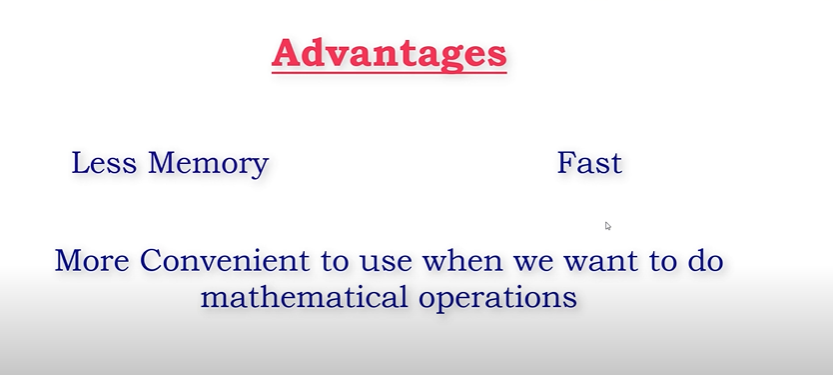 Advantages
Less Memory
Fast
More Convenient to use when we want to do
mathematical operations